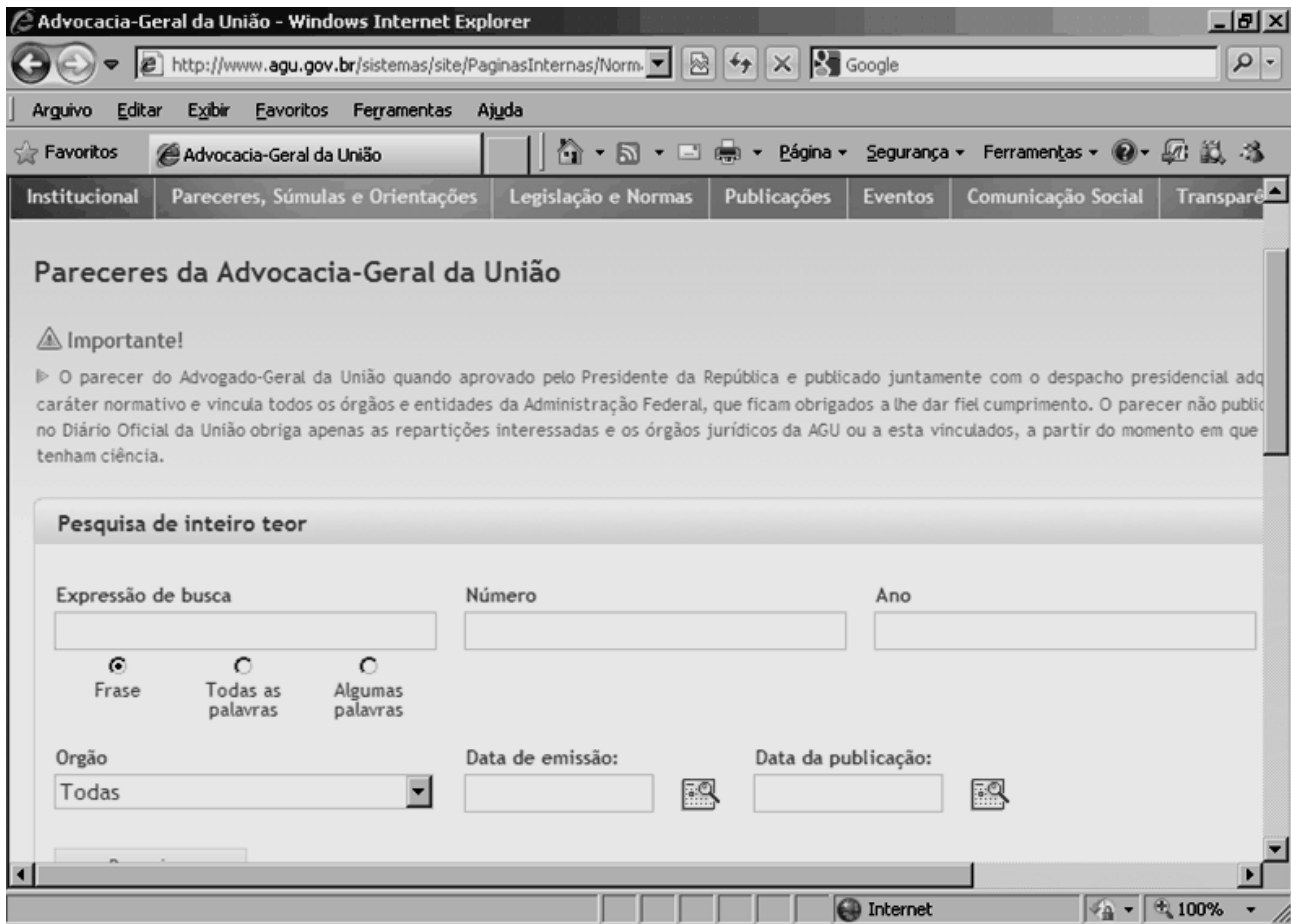 Advocacia-Geral da União - Windows Internet Explorer
http://www.agu.gov.br/sistemas/site/PaginasInternas/Norm
Google
Arquivo Editar Exibir Favoritos Ferramentas Ajuda
Favoritos Advocacia-Geral da União Página Segurança Ferramentas
Institucional Pareceres, Súmulas e Orientações Legislação e Normas Publicações Eventos Comunicação Social Transparê
Pareceres da Advocacia-Geral da União
Importante!
O parecer do Advogado-Geral da União quando aprovado pelo Presidente da República e publicado juntamente com o despacho presidencial adq
caráter normativo e vincula todos os órgãos e entidades da Administração Federal, que ficam obrigados a lhe dar fiel cumprimento. O parecer não public
no Diário Oficial da União obriga apenas as repartições interessadas e os órgãos jurídicos da AGU ou a esta vinculados, a partir do momento em que
tenham ciência.
Pesquisa de inteiro teor
Expressão de busca Número Ano
Frase Todas as palavras Algumas palavras
Orgão Data de emissão: Data da publicação:
Todas
Internet 100%